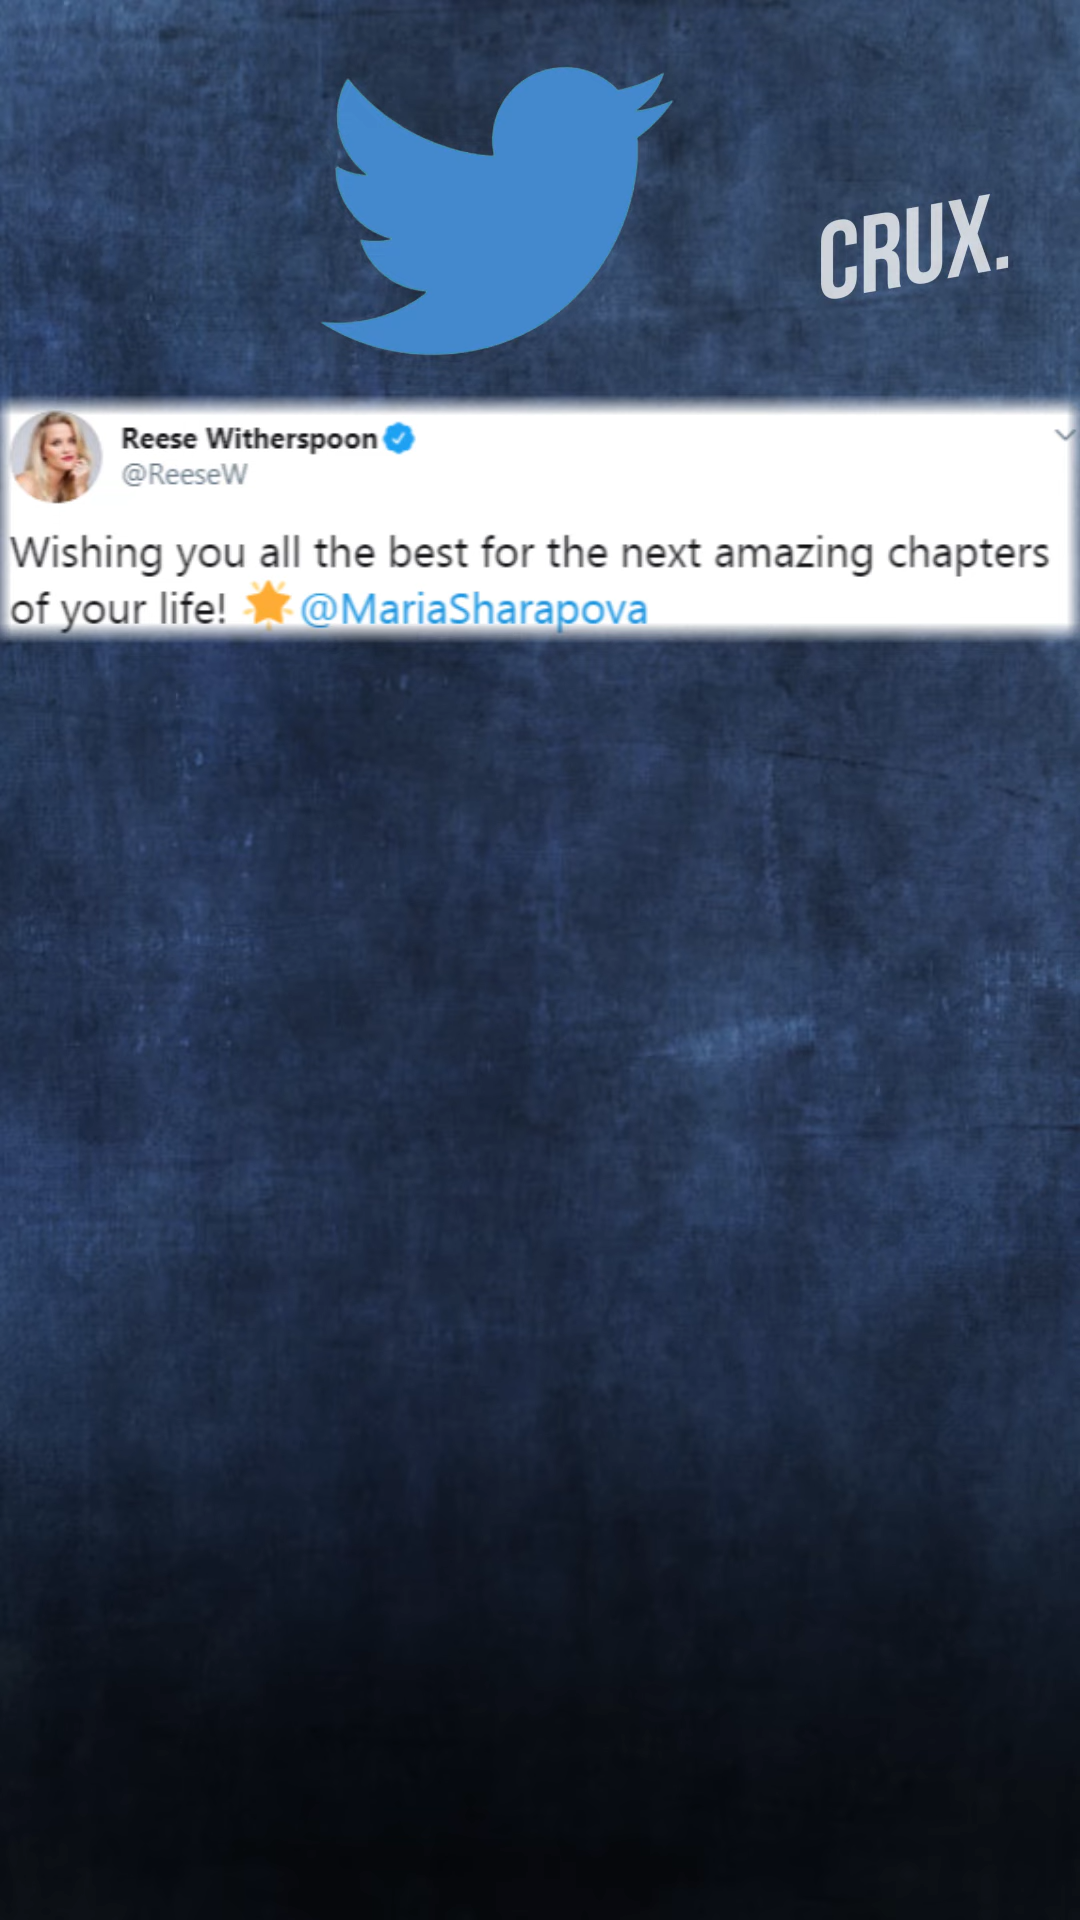 CRUX.
Reese Witherspoon
@ReeseW
Wishing you all the best for the next amazing chapters
of your life! 🌟 @MariaSharapova